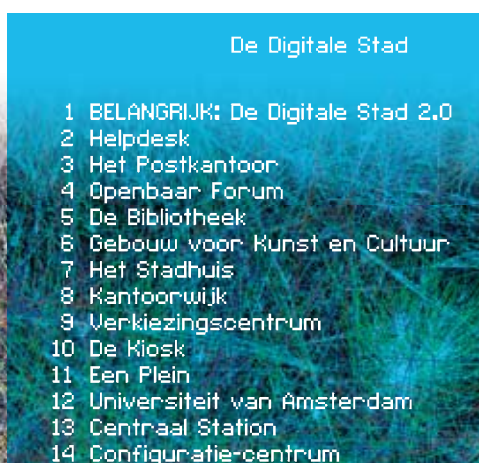 De Digitale Stad
1 BELANGRIJK: De Digitale Stad 2.0
2 Helpdesk
3 Het Postkantoor
4 Openbaar Forum
5 De Bibliotheek
6 Gebouw voor Kunst en Cultuur
7 Het Stadhuis
8 Kantoorwijk
9 Verkiezingscentrum
10 De Kiosk
11 Een Plein
12 Universiteit van Amsterdam
13 Centraal Station
14 Configuratie-centrum